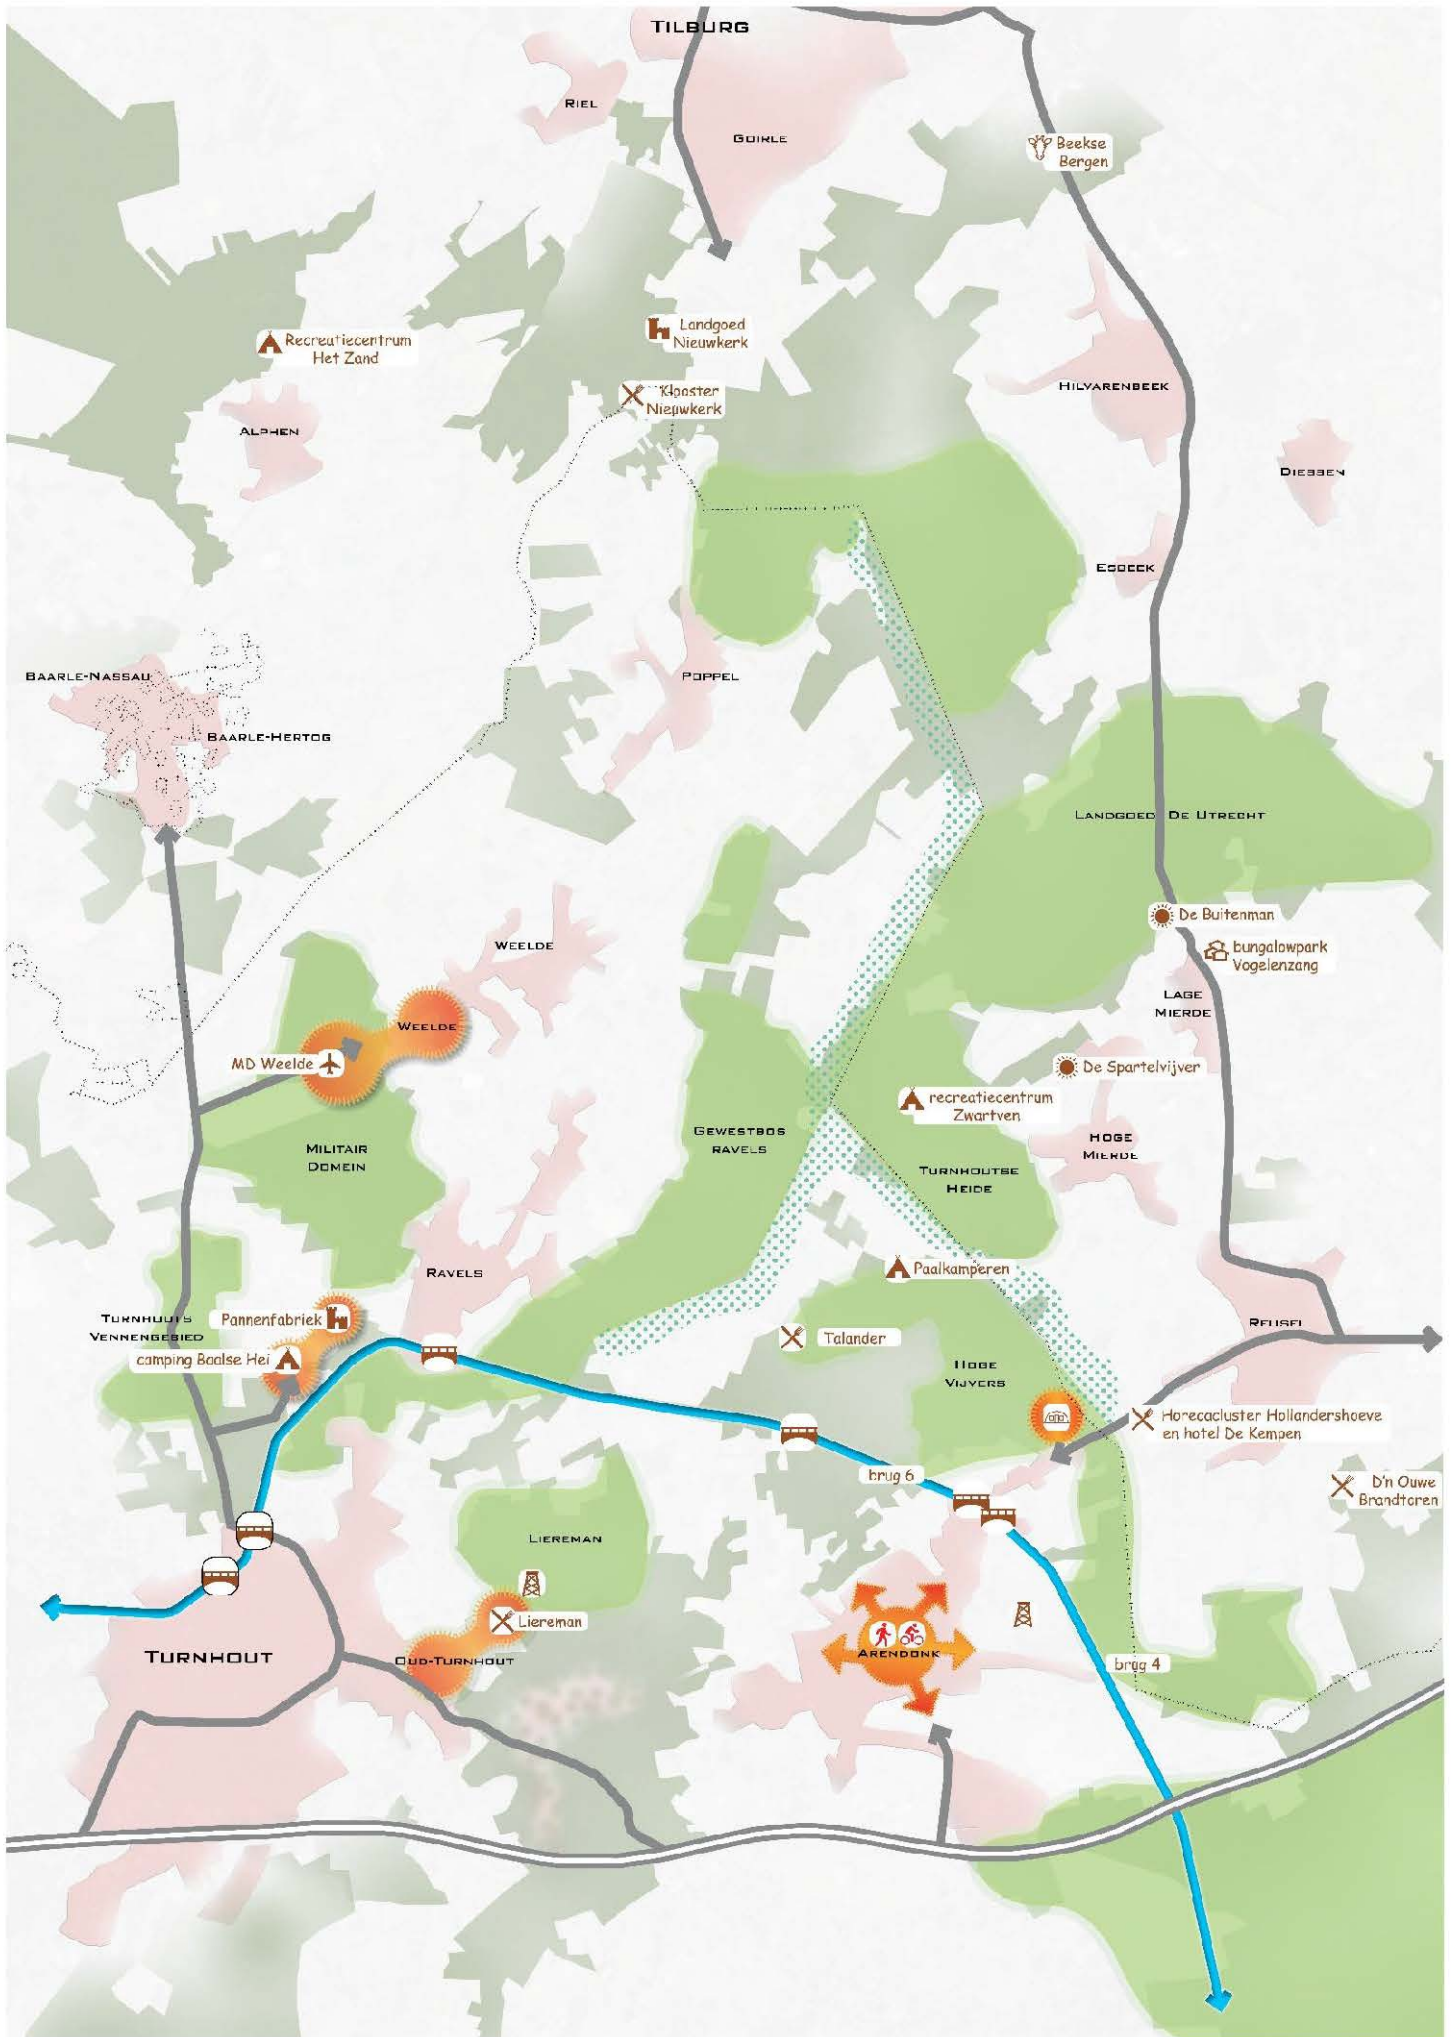 TILBURG
RIEL
GOIRLE
Beekse
Bergen
Landgoed
Nieuwkerk
Recreatiecentrum
Het Zand
HILVARENBEEK
Klooster
Nieuwkerk
ALPHEN
DIESSEN
ESBEEK
BAARLE-NASSAU
POPPEL
BAARLE-HERTOG
LANDGOED DE UTRECHT
De Buitenman
WEELDE
bungalowpark
Vogelenzang
LAGE
MIERDE
WEELDE
MD Weelde
De Spartelvijver
recreatiecentrum
Zwartven
GEWESTBOS
RAVELS
HOGE
MIERDE
MILITAIR
DOMEIN
TURNHOUTSE
HEIDE
RAVELS
Paalkamperen
TURNHOUTS
VENNENGEBIED
Pannenfabriek
REUSEL
Talander
camping Baalse Hei
HOGE
VIJVERS
Horecacluster Hollandershoeve
en hotel De Kempen
brug 6
D'n Ouwe
Brandtoren
LIEREMAN
Liereman
TURNHOUT
OUD-TURNHOUT
ARENDONK
brug 4